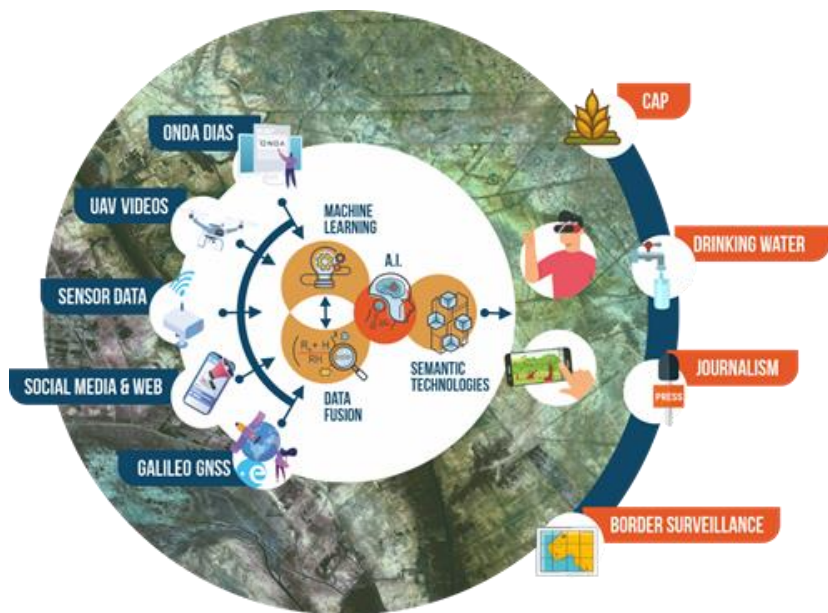 CAP
ONDA DIAS
ONDA
UAV VIDEOS
MACHINE
LEARNING
A.I.
DRINKING WATER
SENSOR DATA
SOCIAL MEDIA & WEB
SEMANTIC
TECHNOLOGIES
JOURNALISM
PRESS
DATA
FUSION
GALILEO GNSS
BORDER SURVEILLANCE